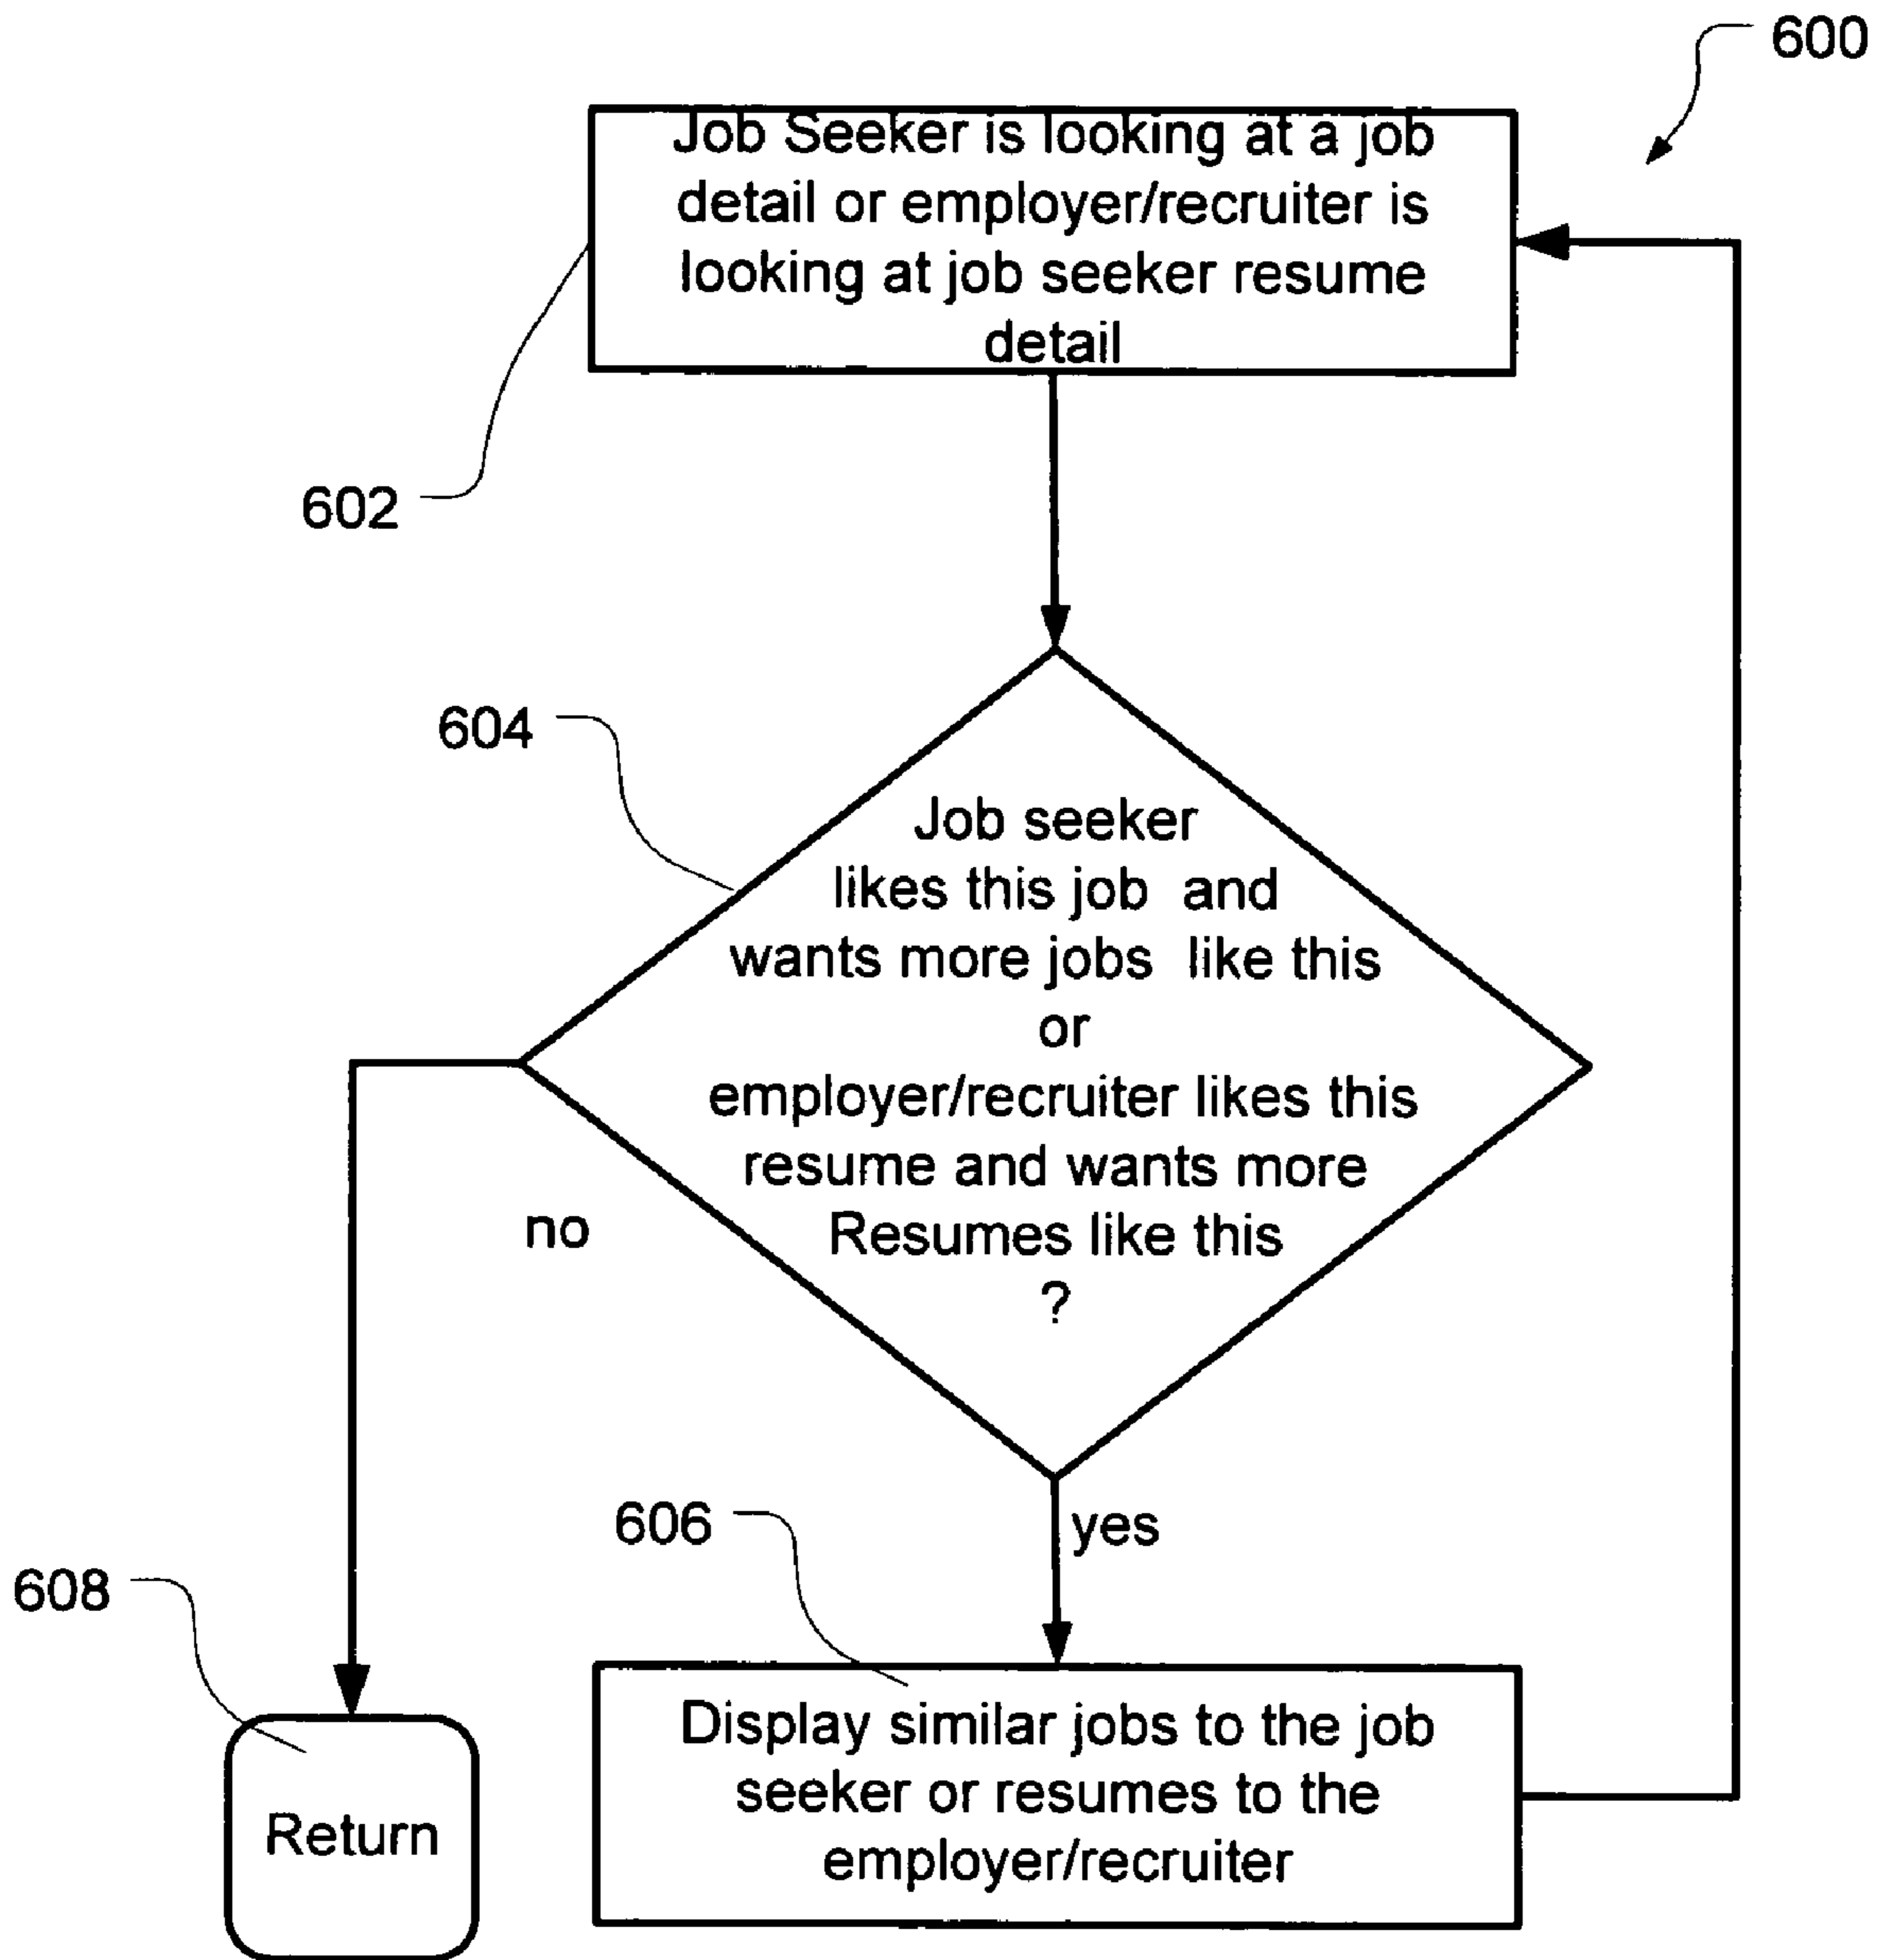 600
Job Seeker is looking at a job
detail or employer/recruiter is
looking at job seeker resume
detail
602
604
Job seeker
likes this job and
wants more jobs like this
or
employer/recruiter likes this
resume and wants more
Resumes like this
?
no
yes
606
608
Display similar jobs to the job
seeker or resumes to the
employer/recruiter
Return